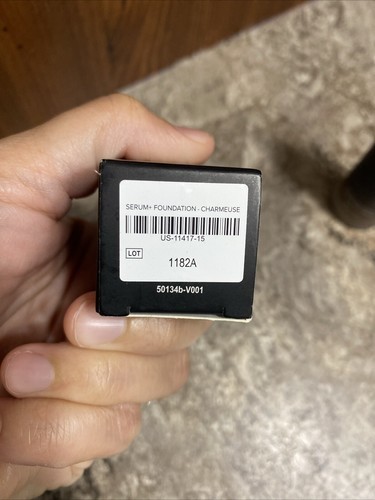 SERUM+ FOUNDATION - CHARMEUSE
US-11417-15
LOT 1182A
50134b-V001